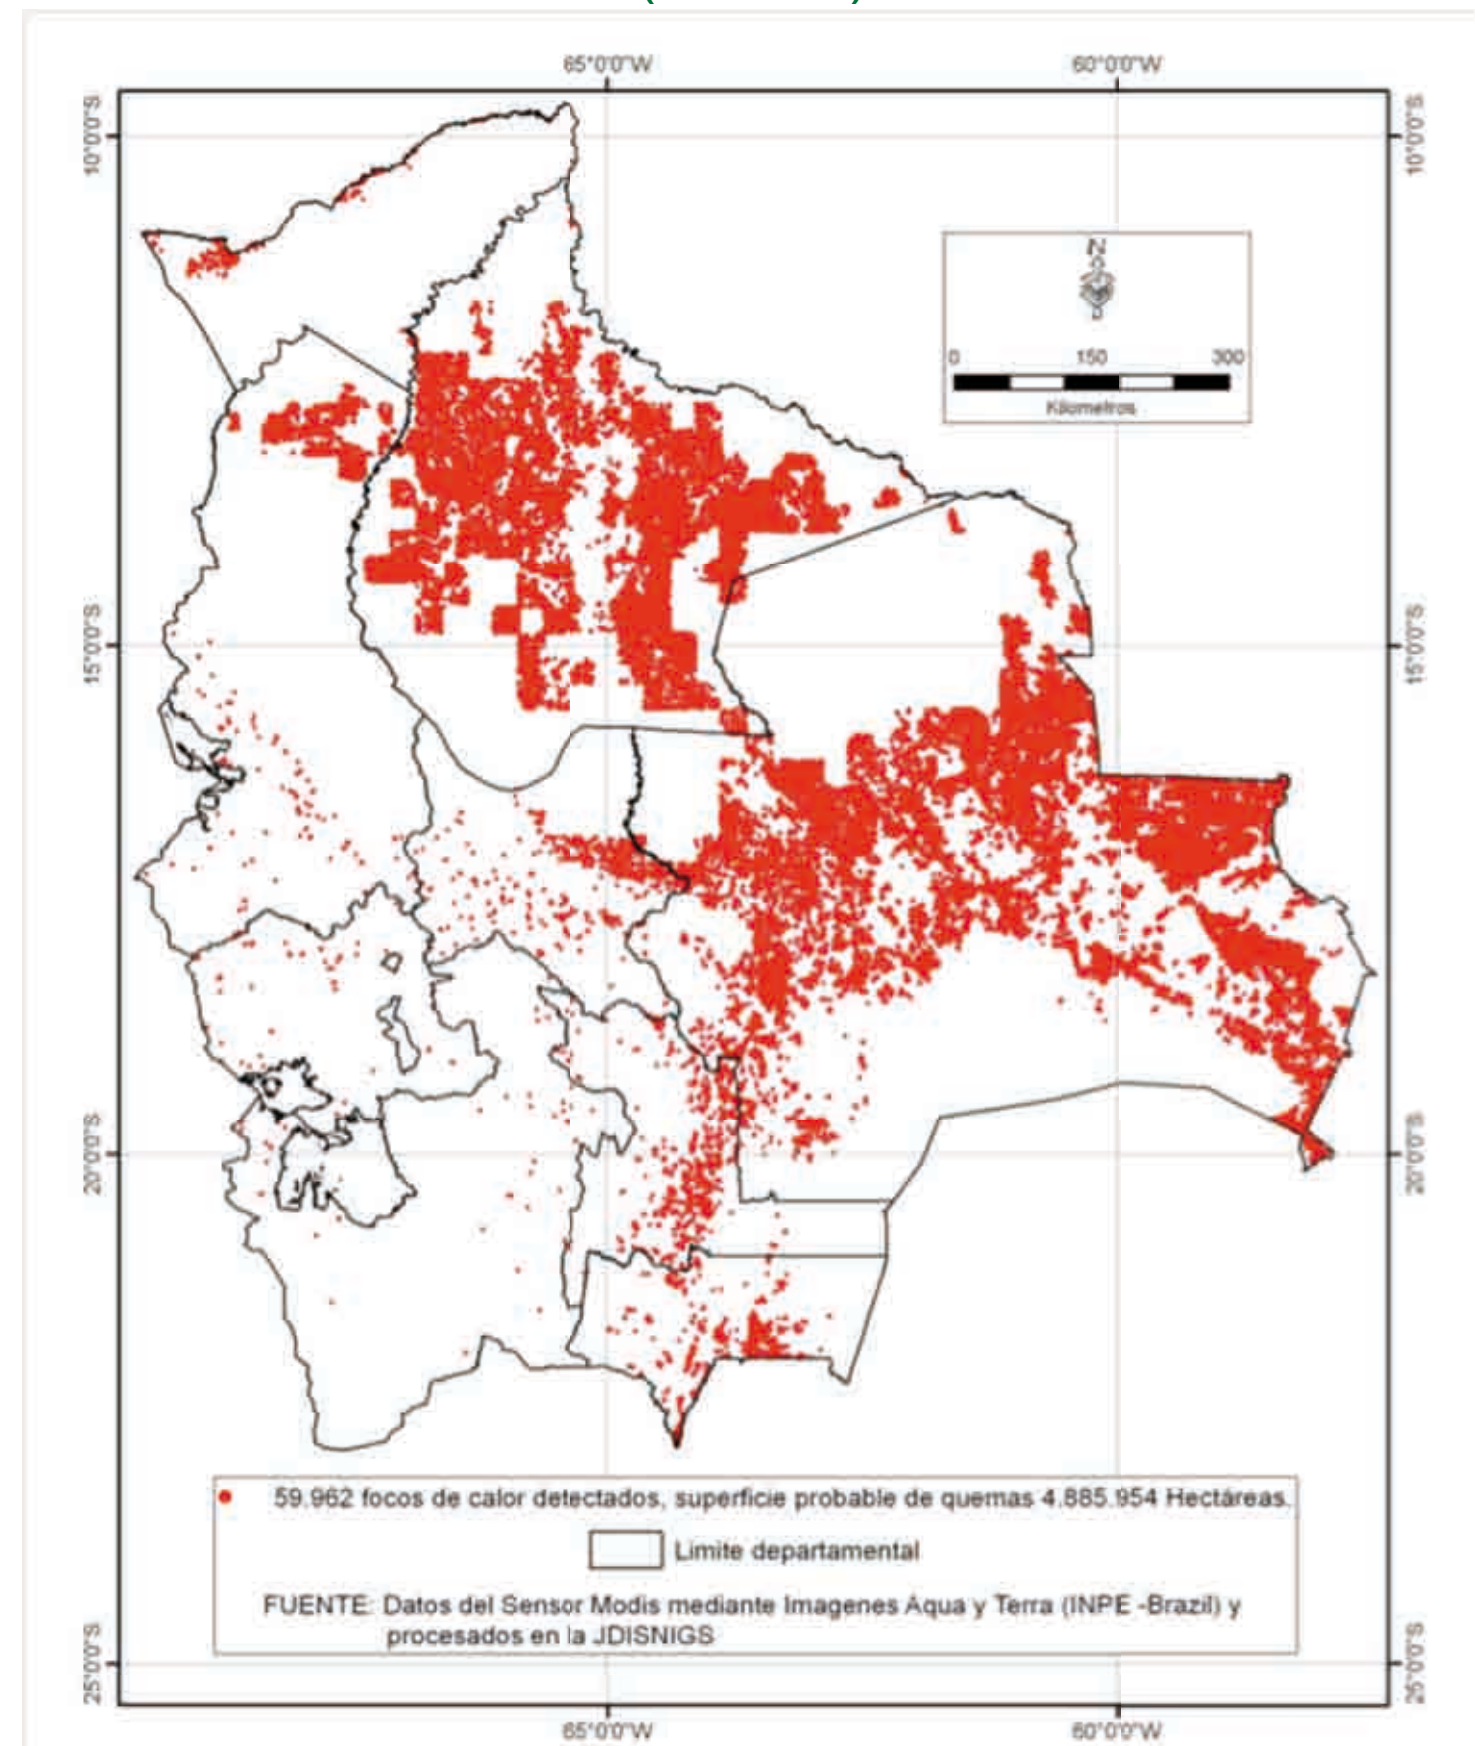 65°0'0"W 60°0'0"W
10°0'0"S 10°0'0"S
0 150 300
Kilometros
15°0'0"S 15°0'0"S
20°0'0"S 20°0'0"S
59.962 focos de calor detectados, superficie probable de quemas 4.885.954 Hectáreas.
Limite departamental
FUENTE: Datos del Sensor Modis mediante Imagenes Aqua y Terra (INPE -Brazil) y
procesados en la JDISNIGS
25°0'0"S 25°0'0"S
65°0'0"W 60°0'0"W